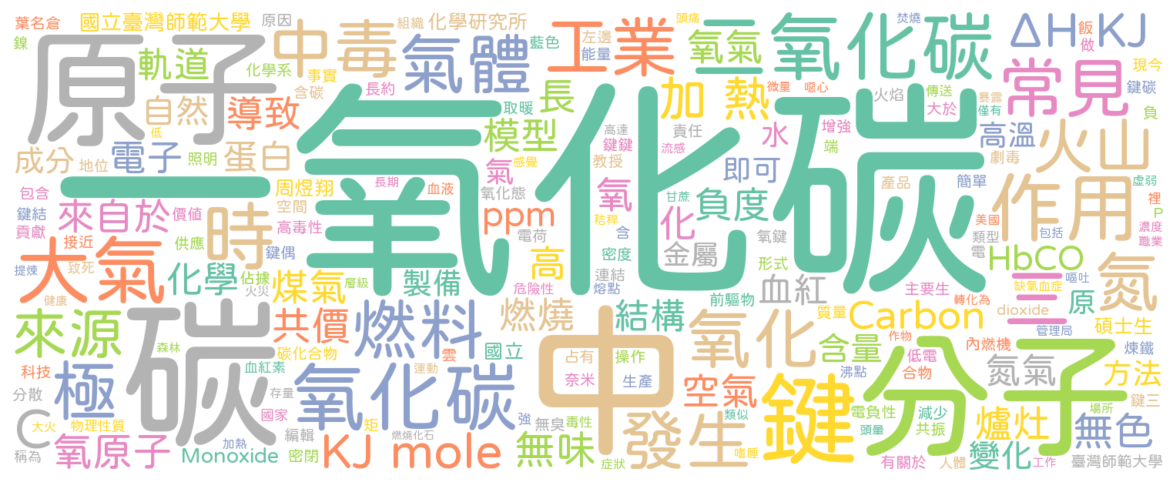 葉名倉
國立臺灣師範大學
原因
組織
化學研究所
頭痛
焚燒
飯
鎳
原子
中毒
氣體
藍色
工業
左邊
能量
氧氣
二氧化碳
ΔH
KJ
做
軌道
化學系
事實
現今
常見
鍵碳
負
自然
導致
含碳
長約
取暖
長
加熱
微量
噁心
火焰
傳送
大於
暴露
僅有
低
地位
照明
模型
高達
鍵鍵
責任
水
增強
端
高溫
火山
成分
電子
蛋白
一氧化碳
感覺
教授
流感
即可
劇毒
氣
長期
血液
氧化態
甘蔗
產品
簡單
虛弱
包含
周煜翔
空間
高毒性
ppm
秸稈
氧
化
負度
作用
裡
P
鍵結
貢獻
來自於
價值
時
電荷
含
氧鍵
美國
類型
濃度
職業
接近
供應
鍵偶
高
密度
金屬
電
包括
大氣
提煉
致死
化學
佔據
煤氣
層級
製備
危險性
連結
熔點
形式
血紅
主要生
HbCO
缺氧血症
嘔吐
氮
健康
火災
前驅物
質量
轉化為
dioxide
三
原
來源
碳
共價
燃料
燃燒
結構
氧化
Carbon
作物
管理局
碩士生
碳化合物
雲
國立
占有
操作
含量
內燃機
煉鐵
森林
血紅素
運動
科技
極
氧化碳
中
奈米
生產
空氣
鍵
低電
合物
沸點
分子
氮氣
方法
分散
存量
鍵三
C
大火
物理性質
國家
矩
強
無臭
毒性
類似
電負性
減少
場所
稱為
氧原子
加熱
編輯
燃燒化石
發生
頭暈
共振
爐灶
無色
Monoxide
密閉
KJ mole
無味
症狀
嗜睡
有關於
人體
變化
工作
臺灣師範大學